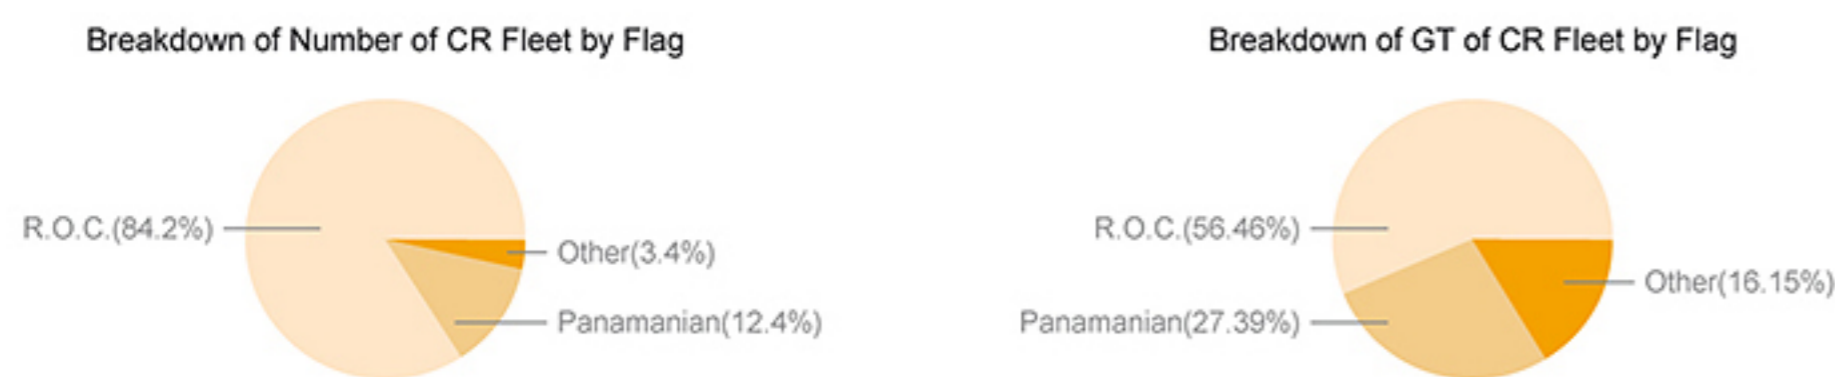 Breakdown of Number of CR Fleet by Flag
R.O.C.(84.2%)
Other(3.4%)
Panamanian(12.4%)
Breakdown of GT of CR Fleet by Flag
R.O.C.(56.46%)
Other(16.15%)
Panamanian(27.39%)